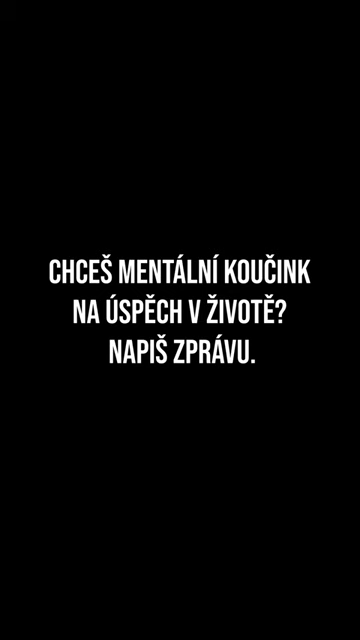 CHCEŠ MENTÁLNÍ KOUČINK
NA ÚSPĚCH V ŽIVOTĚ?
NAPIŠ ZPRÁVU.